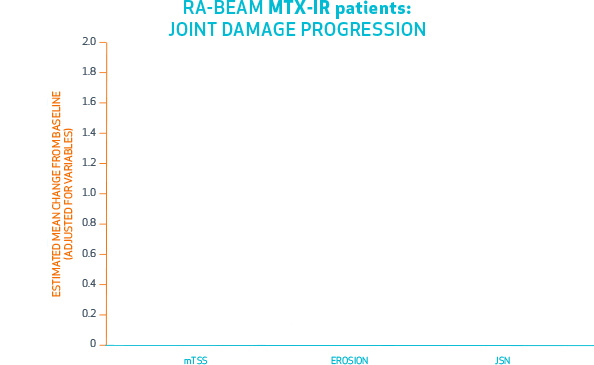 RA-BEAM MTX-IR patients:
JOINT DAMAGE PROGRESSION
ESTIMATED MEAN CHANGE FROM BASELINE
(ADJUSTED FOR VARIABLES)
2.0
1.8
1.6
1.4
1.2
1.0
0.8
0.6
0.4
0.2
0
mTSS EROSION JSN